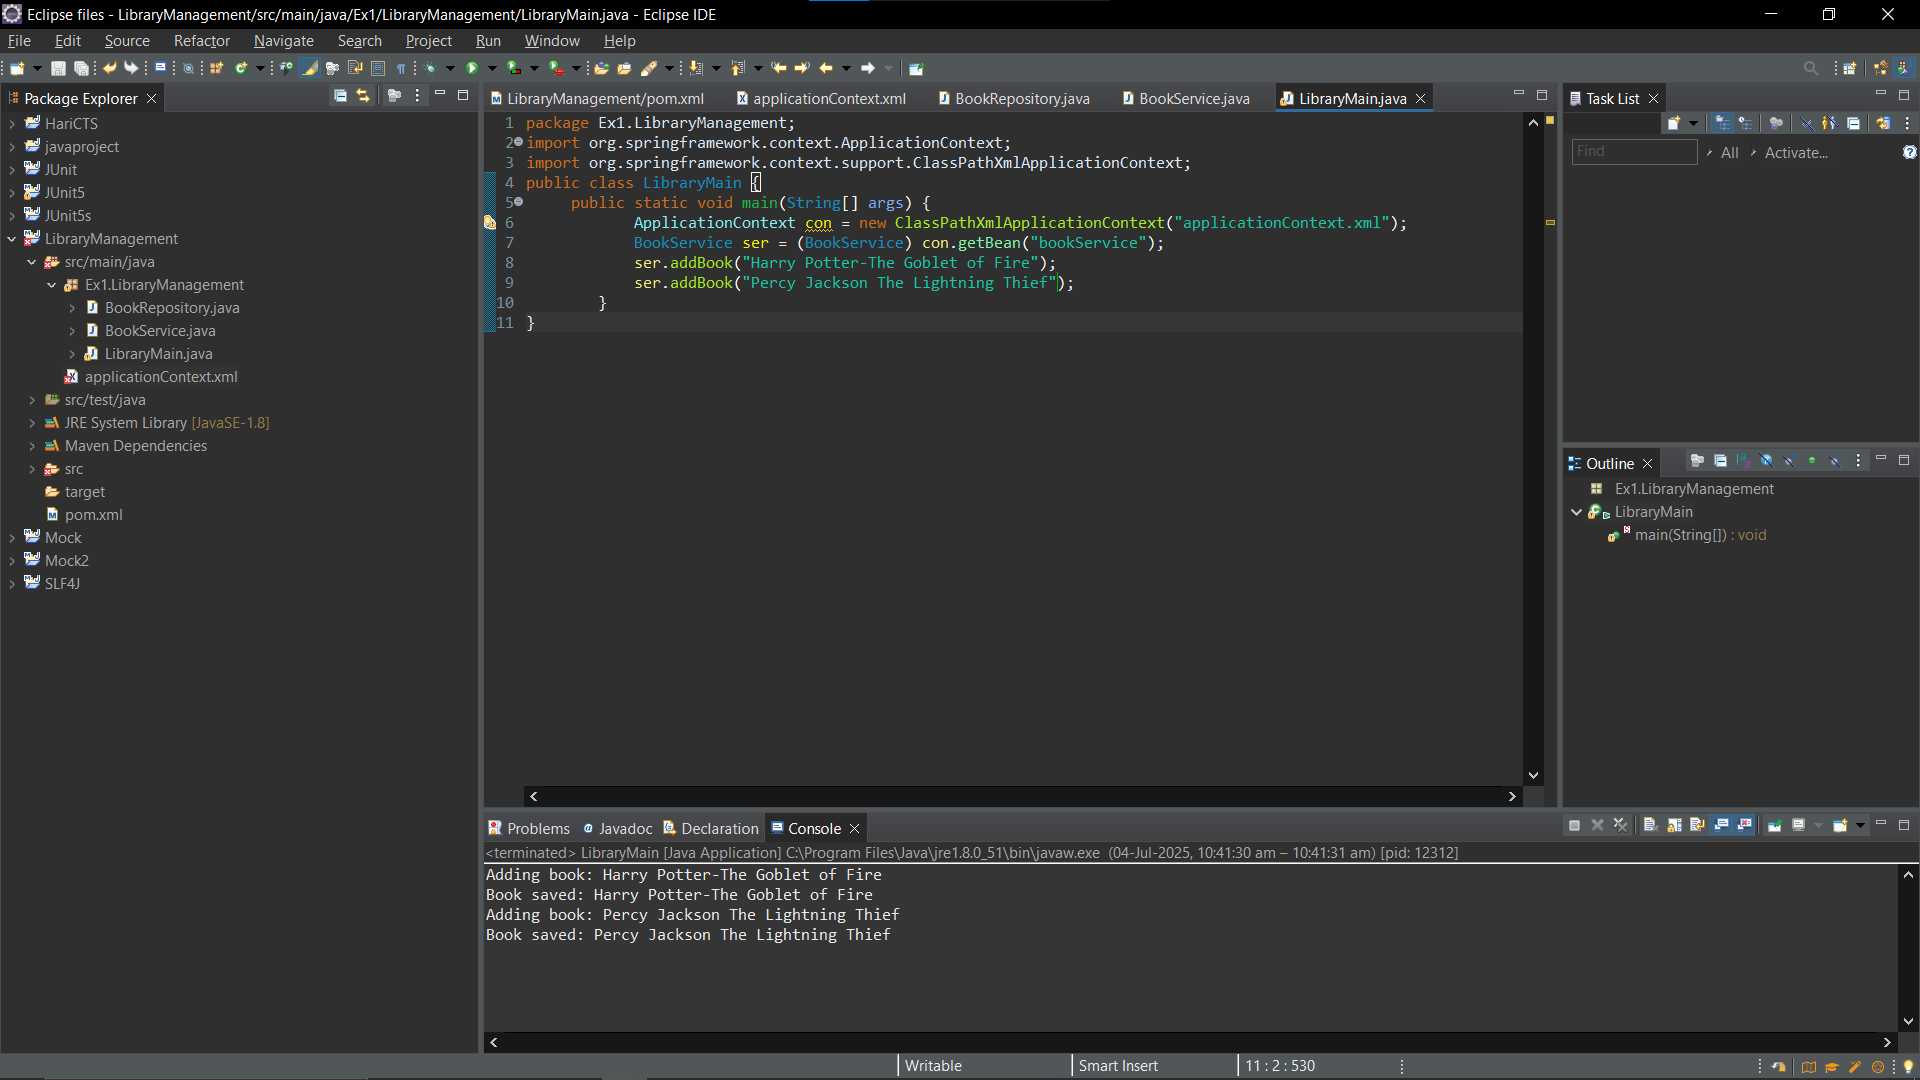 Eclipse files - LibraryManagement/src/main/java/Ex1/LibraryManagement/LibraryMain.java - Eclipse IDE
File Edit Source Refactor Navigate Search Project Run Window Help
Package Explorer
HariCTS
javaproject
JUnit
JUnit5
JUnit5s
LibraryManagement
src/main/java
Ex1.LibraryManagement
BookRepository.java
BookService.java
LibraryMain.java
applicationContext.xml
src/test/java
JRE System Library [JavaSE-1.8]
Maven Dependencies
src
target
pom.xml
Mock
Mock2
SLF4J
LibraryManagement/pom.xml applicationContext.xml BookRepository.java BookService.java LibraryMain.java
1 package Ex1.LibraryManagement;
2 import org.springframework.context.ApplicationContext;
3 import org.springframework.context.support.ClassPathXmlApplicationContext;
4 public class LibraryMain {
5 public static void main(String[] args) {
6 ApplicationContext con = new ClassPathXmlApplicationContext("applicationContext.xml");
7 BookService ser = (BookService) con.getBean("bookService");
8 ser.addBook("Harry Potter-The Goblet of Fire");
9 ser.addBook("Percy Jackson The Lightning Thief");
10 }
11 }
Task List
Find All Activate...
Outline
Ex1.LibraryManagement
LibraryMain
main(String[]) : void
Problems Javadoc Declaration Console
<terminated> LibraryMain [Java Application] C:\Program Files\Java\jre1.8.0_51\bin\javaw.exe (04-Jul-2025, 10:41:30 am – 10:41:31 am) [pid: 12312]
Adding book: Harry Potter-The Goblet of Fire
Book saved: Harry Potter-The Goblet of Fire
Adding book: Percy Jackson The Lightning Thief
Book saved: Percy Jackson The Lightning Thief
Writable Smart Insert 11 : 2 : 530